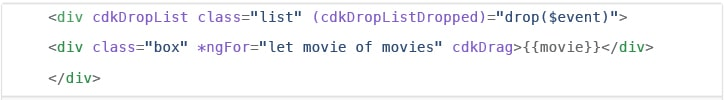 <div cdkDropList class="list" (cdkDropListDropped)="drop($event)">
<div class="box" *ngFor="let movie of movies" cdkDrag>{{movie}}</div>
</div>